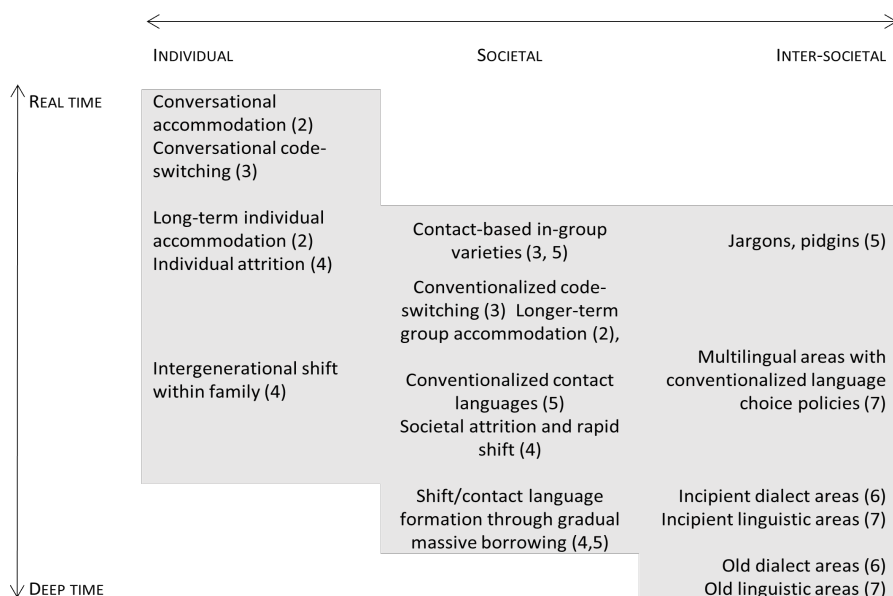 INDIVIDUAL SOCIETAL INTER-SOCIETAL
REAL TIME
Conversational
accommodation (2)
Conversational code-
switching (3)
Long-term individual
accommodation (2)
Individual attrition (4)
Intergenerational shift
within family (4)
Contact-based in-group
varieties (3, 5)
Conventionalized code-
switching (3) Longer-term
group accommodation (2),
Conventionalized contact
languages (5)
Societal attrition and rapid
shift (4)
Shift/contact language
formation through gradual
massive borrowing (4,5)
Jargons, pidgins (5)
Multilingual areas with
conventionalized language
choice policies (7)
Incipient dialect areas (6)
Incipient linguistic areas (7)
Old dialect areas (6)
Old linguistic areas (7)
DEEP TIME